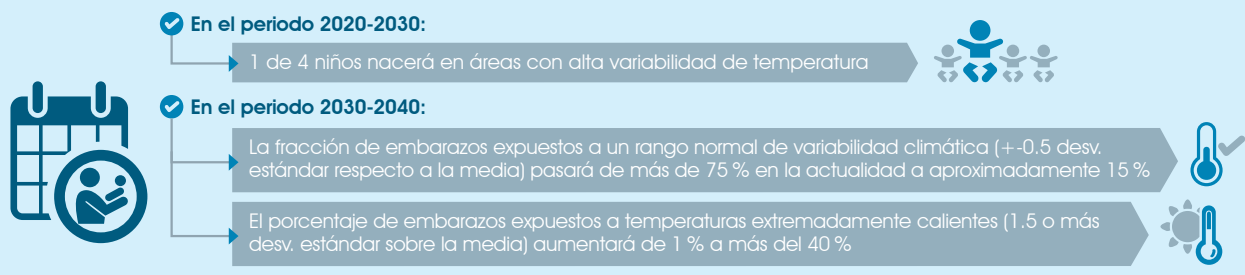 En el periodo 2020-2030:
1 de 4 niños nacerá en áreas con alta variabilidad de temperatura
En el periodo 2030-2040:
La fracción de embarazos expuestos a un rango normal de variabilidad climática (+-0.5 desv.
estándar respecto a la media) pasará de más de 75 % en la actualidad a aproximadamente 15 %
El porcentaje de embarazos expuestos a temperaturas extremadamente calientes (1.5 o más
desv. estándar sobre la media) aumentará de 1 % a más del 40 %